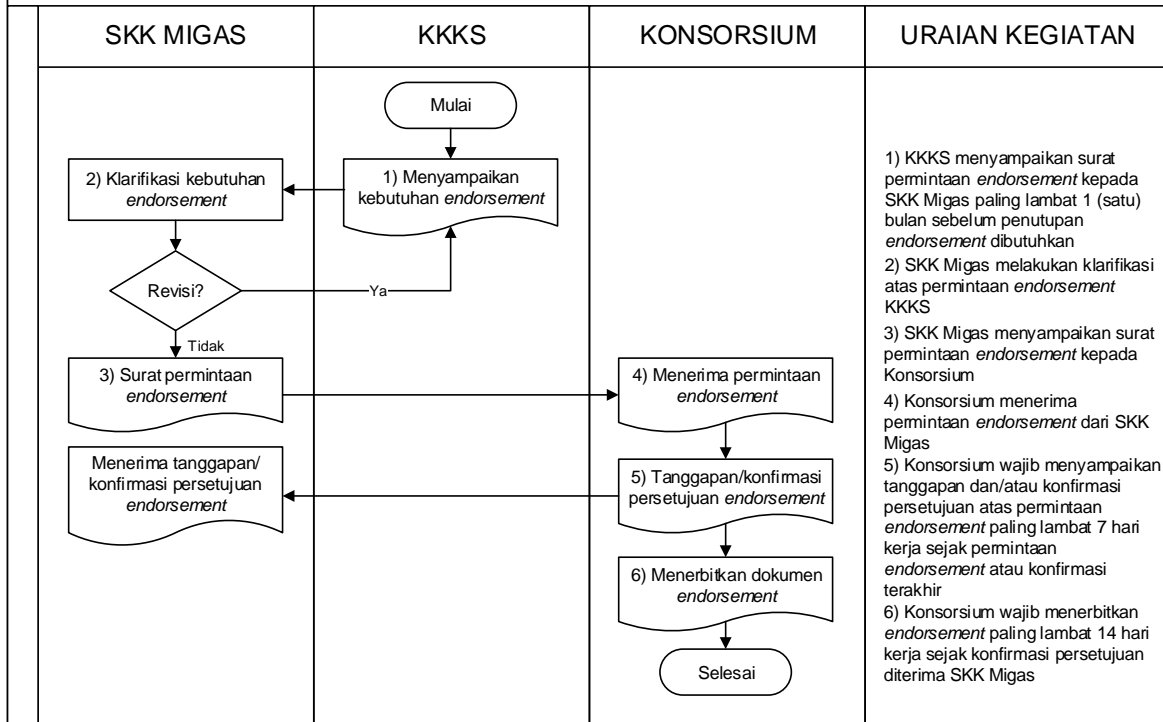 SKK MIGAS
KKKS
KONSORSIUM
URAIAN KEGIATAN
Mulai
1) Menyampaikan
kebutuhan endorsement
2) Klarifikasi kebutuhan
endorsement
Revisi?
Ya
Tidak
3) Surat permintaan
endorsement
4) Menerima permintaan
endorsement
5) Tanggapan/konfirmasi
persetujuan endorsement
Menerima tanggapan/
konfirmasi persetujuan
endorsement
6) Menerbitkan dokumen
endorsement
Selesai
1) KKKS menyampaikan surat
permintaan endorsement kepada
SKK Migas paling lambat 1 (satu)
bulan sebelum penutupan
endorsement dibutuhkan
2) SKK Migas melakukan klarifikasi
atas permintaan endorsement
KKKS
3) SKK Migas menyampaikan surat
permintaan endorsement kepada
Konsorsium
4) Konsorsium menerima
permintaan endorsement dari SKK
Migas
5) Konsorsium wajib menyampaikan
tanggapan dan/atau konfirmasi
persetujuan atas permintaan
endorsement paling lambat 7 hari
kerja sejak permintaan
endorsement atau konfirmasi
terakhir
6) Konsorsium wajib menerbitkan
endorsement paling lambat 14 hari
kerja sejak konfirmasi persetujuan
diterima SKK Migas